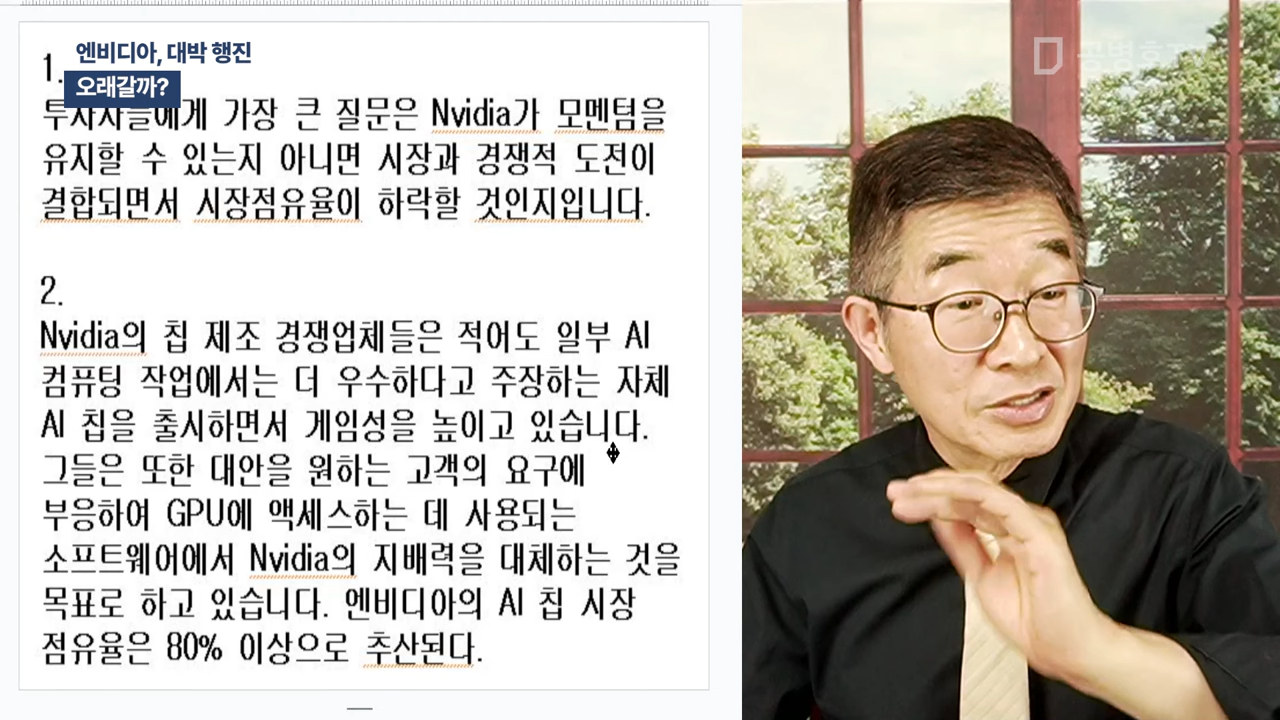 엔비디아, 대박 행진
오래갈까?
1.
투자자들에게 가장 큰 질문은 Nvidia가 모멘텀을
유지할 수 있는지 아니면 시장과 경쟁적 도전이
결합되면서 시장점유율이 하락할 것인지입니다.
2.
Nvidia의 칩 제조 경쟁업체들은 적어도 일부 AI
컴퓨팅 작업에서는 더 우수하다고 주장하는 자체
AI 칩을 출시하면서 게임성을 높이고 있습니다.
그들은 또한 대안을 원하는 고객의 요구에
부응하여 GPU에 액세스하는 데 사용되는
소프트웨어에서 Nvidia의 지배력을 대체하는 것을
목표로 하고 있습니다. 엔비디아의 AI 칩 시장
점유율은 80% 이상으로 추산된다.